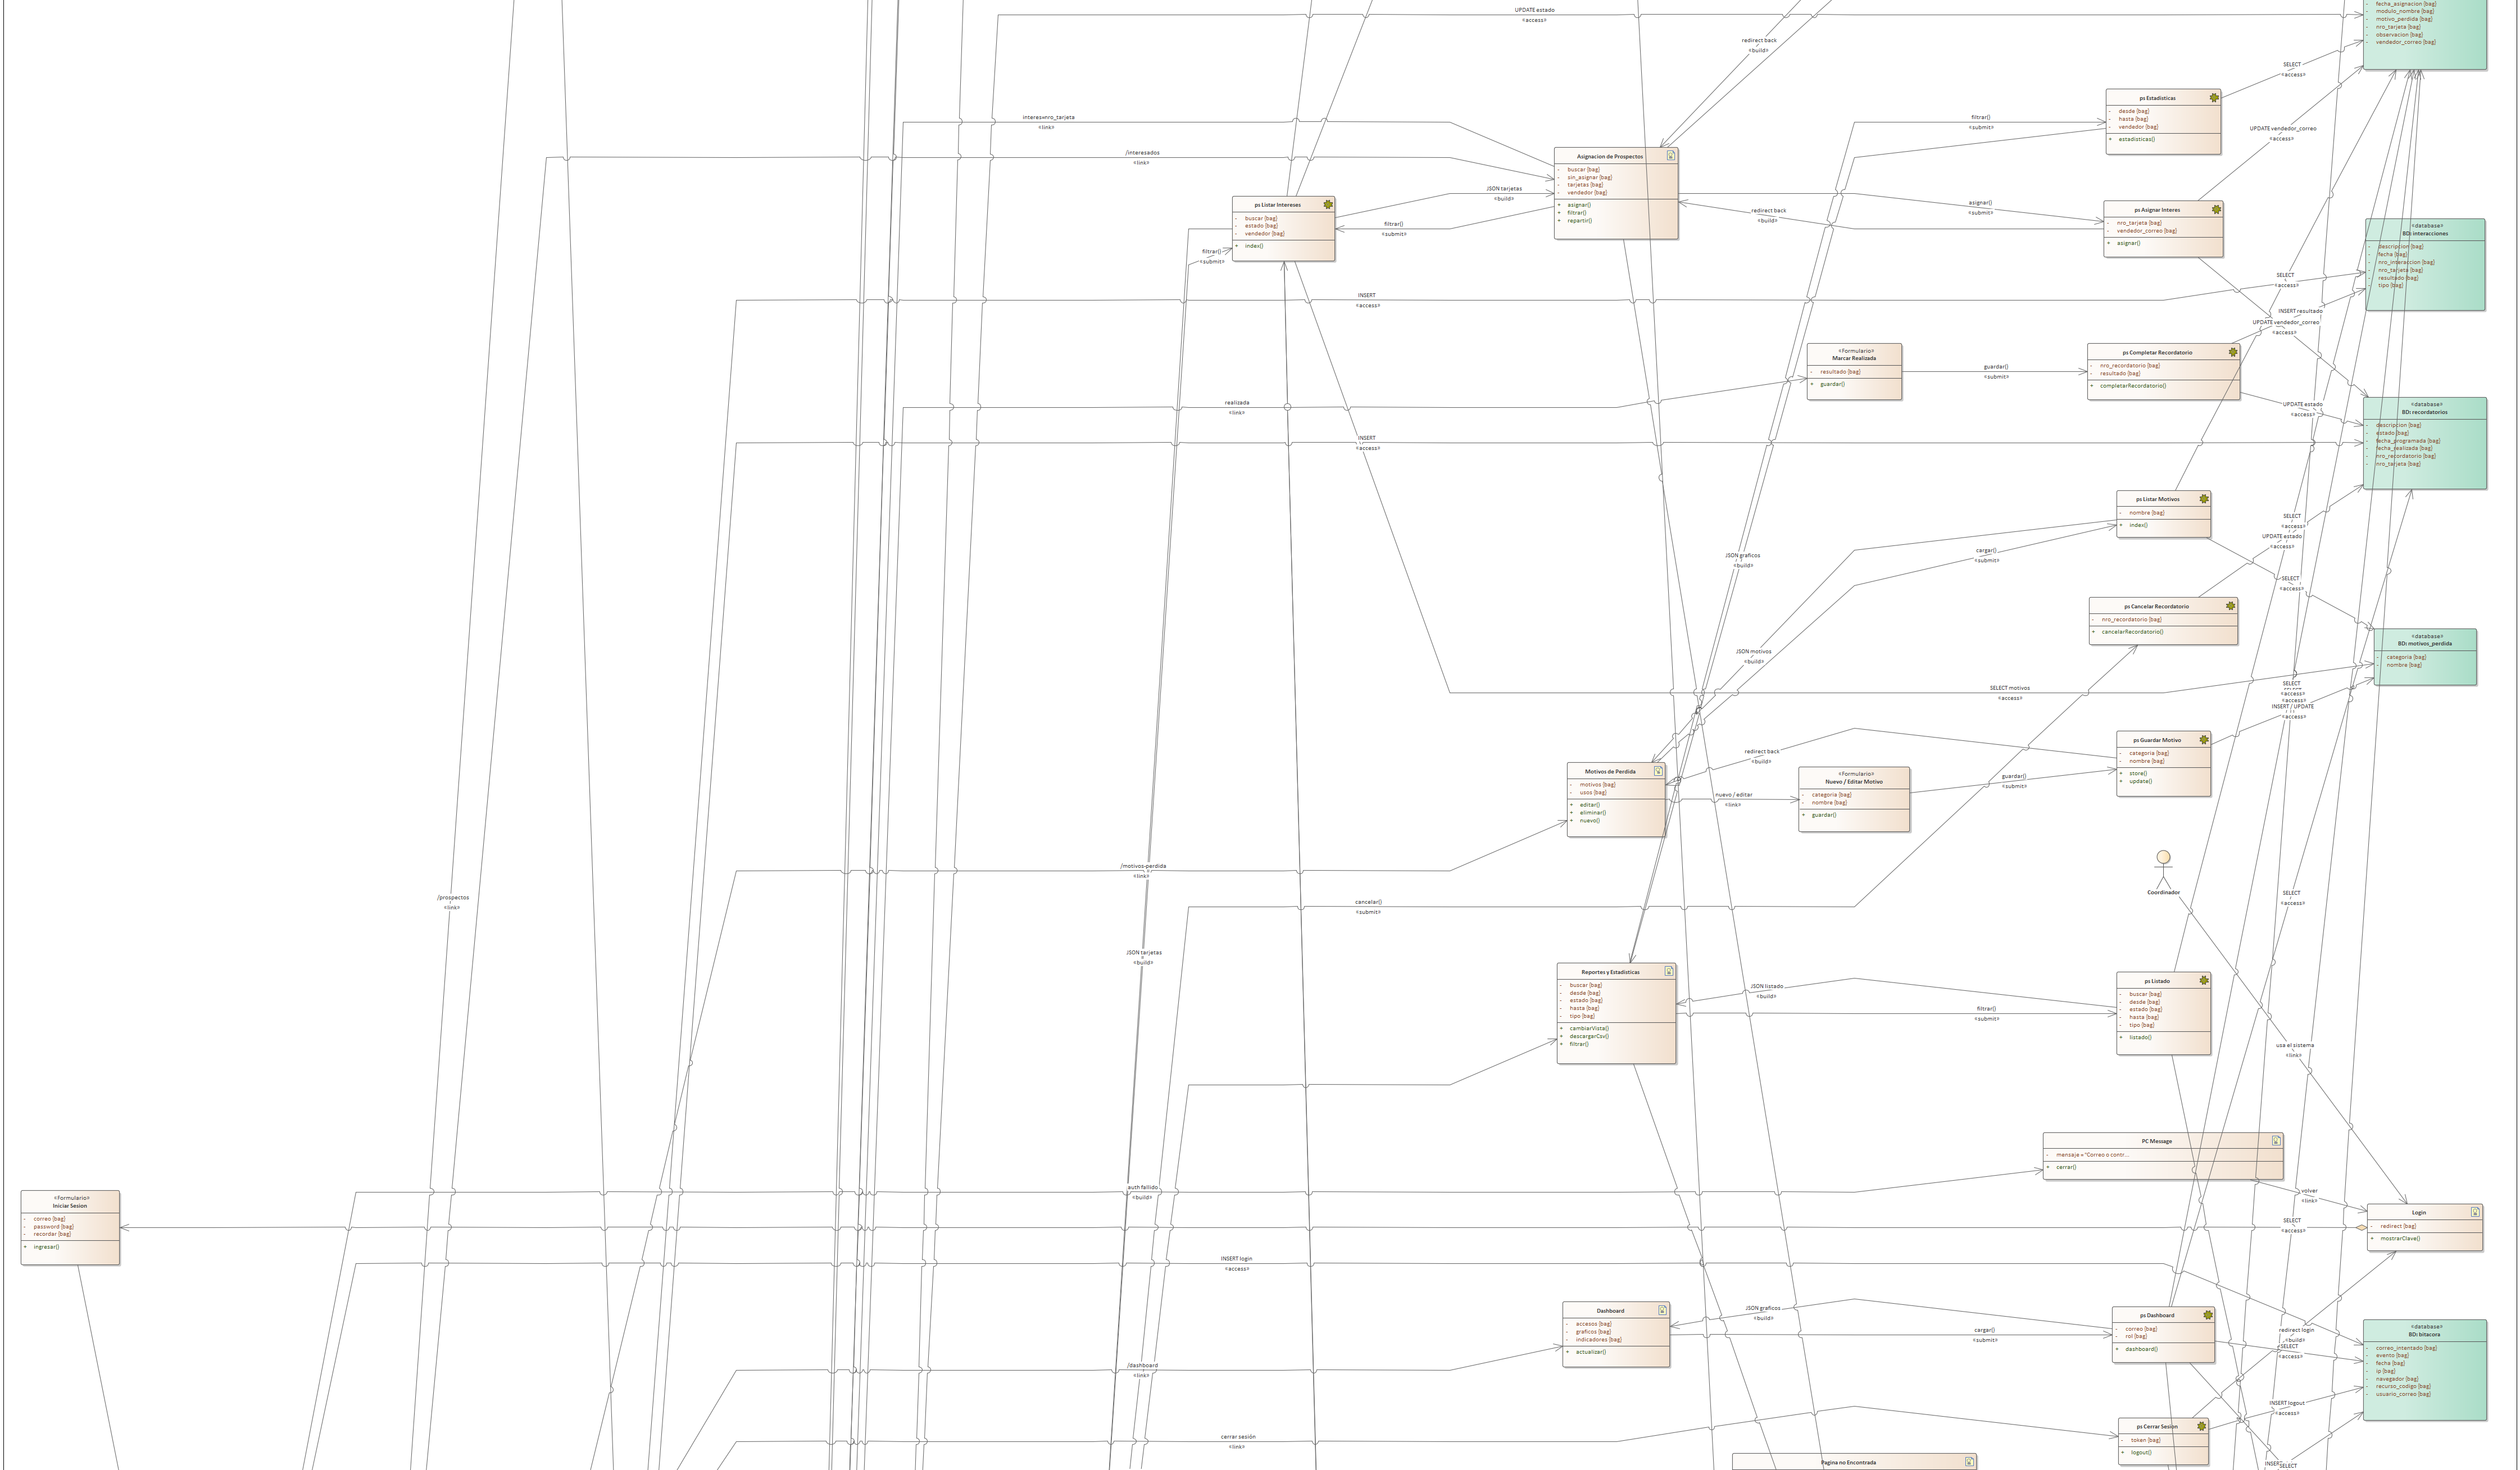 UPDATE estado
«access»
- fecha_asignacion {bag}
- modulo_nombre {bag}
- motivo_perdida {bag}
- nro_tarjeta {bag}
- observacion {bag}
- vendedor_correo {bag}
redirect back
«build»
SELECT
«access»
ps Estadisticas
- desde {bag}
- hasta {bag}
- vendedor {bag}
+ estadisticas()
filtrar()
«submit»
UPDATE vendedor_correo
«access»
interes=nro_tarjeta
«link»
/interesados
«link»
Asignacion de Prospectos
- buscar {bag}
- sin_asignar {bag}
- tarjetas {bag}
- vendedor {bag}
+ asignar()
+ filtrar()
+ repartir()
JSON tarjetas
«build»
filtrar()
«submit»
ps Listar Intereses
- buscar {bag}
- estado {bag}
- vendedor {bag}
+ index()
filtrar()
«submit»
redirect back
«build»
asignar()
«submit»
ps Asignar Interes
- nro_tarjeta {bag}
- vendedor_correo {bag}
+ asignar()
«database»
BD: interacciones
- descripcion {bag}
- fecha {bag}
- nro_interaccion {bag}
- nro_tarjeta {bag}
- resultado {bag}
- tipo {bag}
SELECT
«access»
INSERT
«access»
INSERT resultado
UPDATE vendedor_correo
«access»
«Formulario»
Marcar Realizada
- resultado {bag}
+ guardar()
guardar()
«submit»
ps Completar Recordatorio
- nro_recordatorio {bag}
- resultado {bag}
+ completarRecordatorio()
realizada
«link»
UPDATE estado
«access»
«database»
BD: recordatorios
- descripcion {bag}
- estado {bag}
- fecha_programada {bag}
- fecha_realizada {bag}
- nro_recordatorio {bag}
- nro_tarjeta {bag}
INSERT
«access»
ps Listar Motivos
- nombre {bag}
+ index()
SELECT
«access»
UPDATE estado
«access»
JSON graficos
«build»
cargar()
«submit»
SELECT
«access»
ps Cancelar Recordatorio
- nro_recordatorio {bag}
+ cancelarRecordatorio()
«database»
BD: motivos_perdida
- categoria {bag}
- nombre {bag}
JSON motivos
«build»
SELECT motivos
«access»
SELECT
«access»
INSERT / UPDATE
«access»
ps Guardar Motivo
- categoria {bag}
- nombre {bag}
+ store()
+ update()
redirect back
«build»
Motivos de Perdida
- motivos {bag}
- usos {bag}
+ editar()
+ eliminar()
+ nuevo()
nuevo / editar
«link»
«Formulario»
Nuevo / Editar Motivo
- categoria {bag}
- nombre {bag}
+ guardar()
guardar()
«submit»
Coordinador
/motivos-perdida
«link»
/prospectos
«link»
cancelar()
«submit»
SELECT
«access»
JSON tarjetas
«build»
Reportes y Estadisticas
- buscar {bag}
- desde {bag}
- estado {bag}
- hasta {bag}
- tipo {bag}
+ cambiarVista()
+ descargarCsv()
+ filtrar()
JSON listado
«build»
filtrar()
«submit»
ps Listado
- buscar {bag}
- desde {bag}
- estado {bag}
- hasta {bag}
- tipo {bag}
+ listado()
usa el sistema
«link»
PC Message
- mensaje = "Correo o contr...
+ cerrar()
auth fallido
«build»
volver
«link»
«Formulario»
Iniciar Sesion
- correo {bag}
- password {bag}
- recordar {bag}
+ ingresar()
SELECT
«access»
Login
- redirect {bag}
+ mostrarClave()
INSERT login
«access»
Dashboard
- accesos {bag}
- graficos {bag}
- indicadores {bag}
+ actualizar()
JSON graficos
«build»
cargar()
«submit»
ps Dashboard
- correo {bag}
- rol {bag}
+ dashboard()
redirect login
«build»
SELECT
«access»
«database»
BD: bitacora
- correo_intentado {bag}
- evento {bag}
- fecha {bag}
- ip {bag}
- navegador {bag}
- recurso_codigo {bag}
- usuario_correo {bag}
/dashboard
«link»
INSERT logout
«access»
cerrar sesión
«link»
ps Cerrar Sesion
- token {bag}
+ logout()
Pagina no Encontrada
INSERT
SELECT